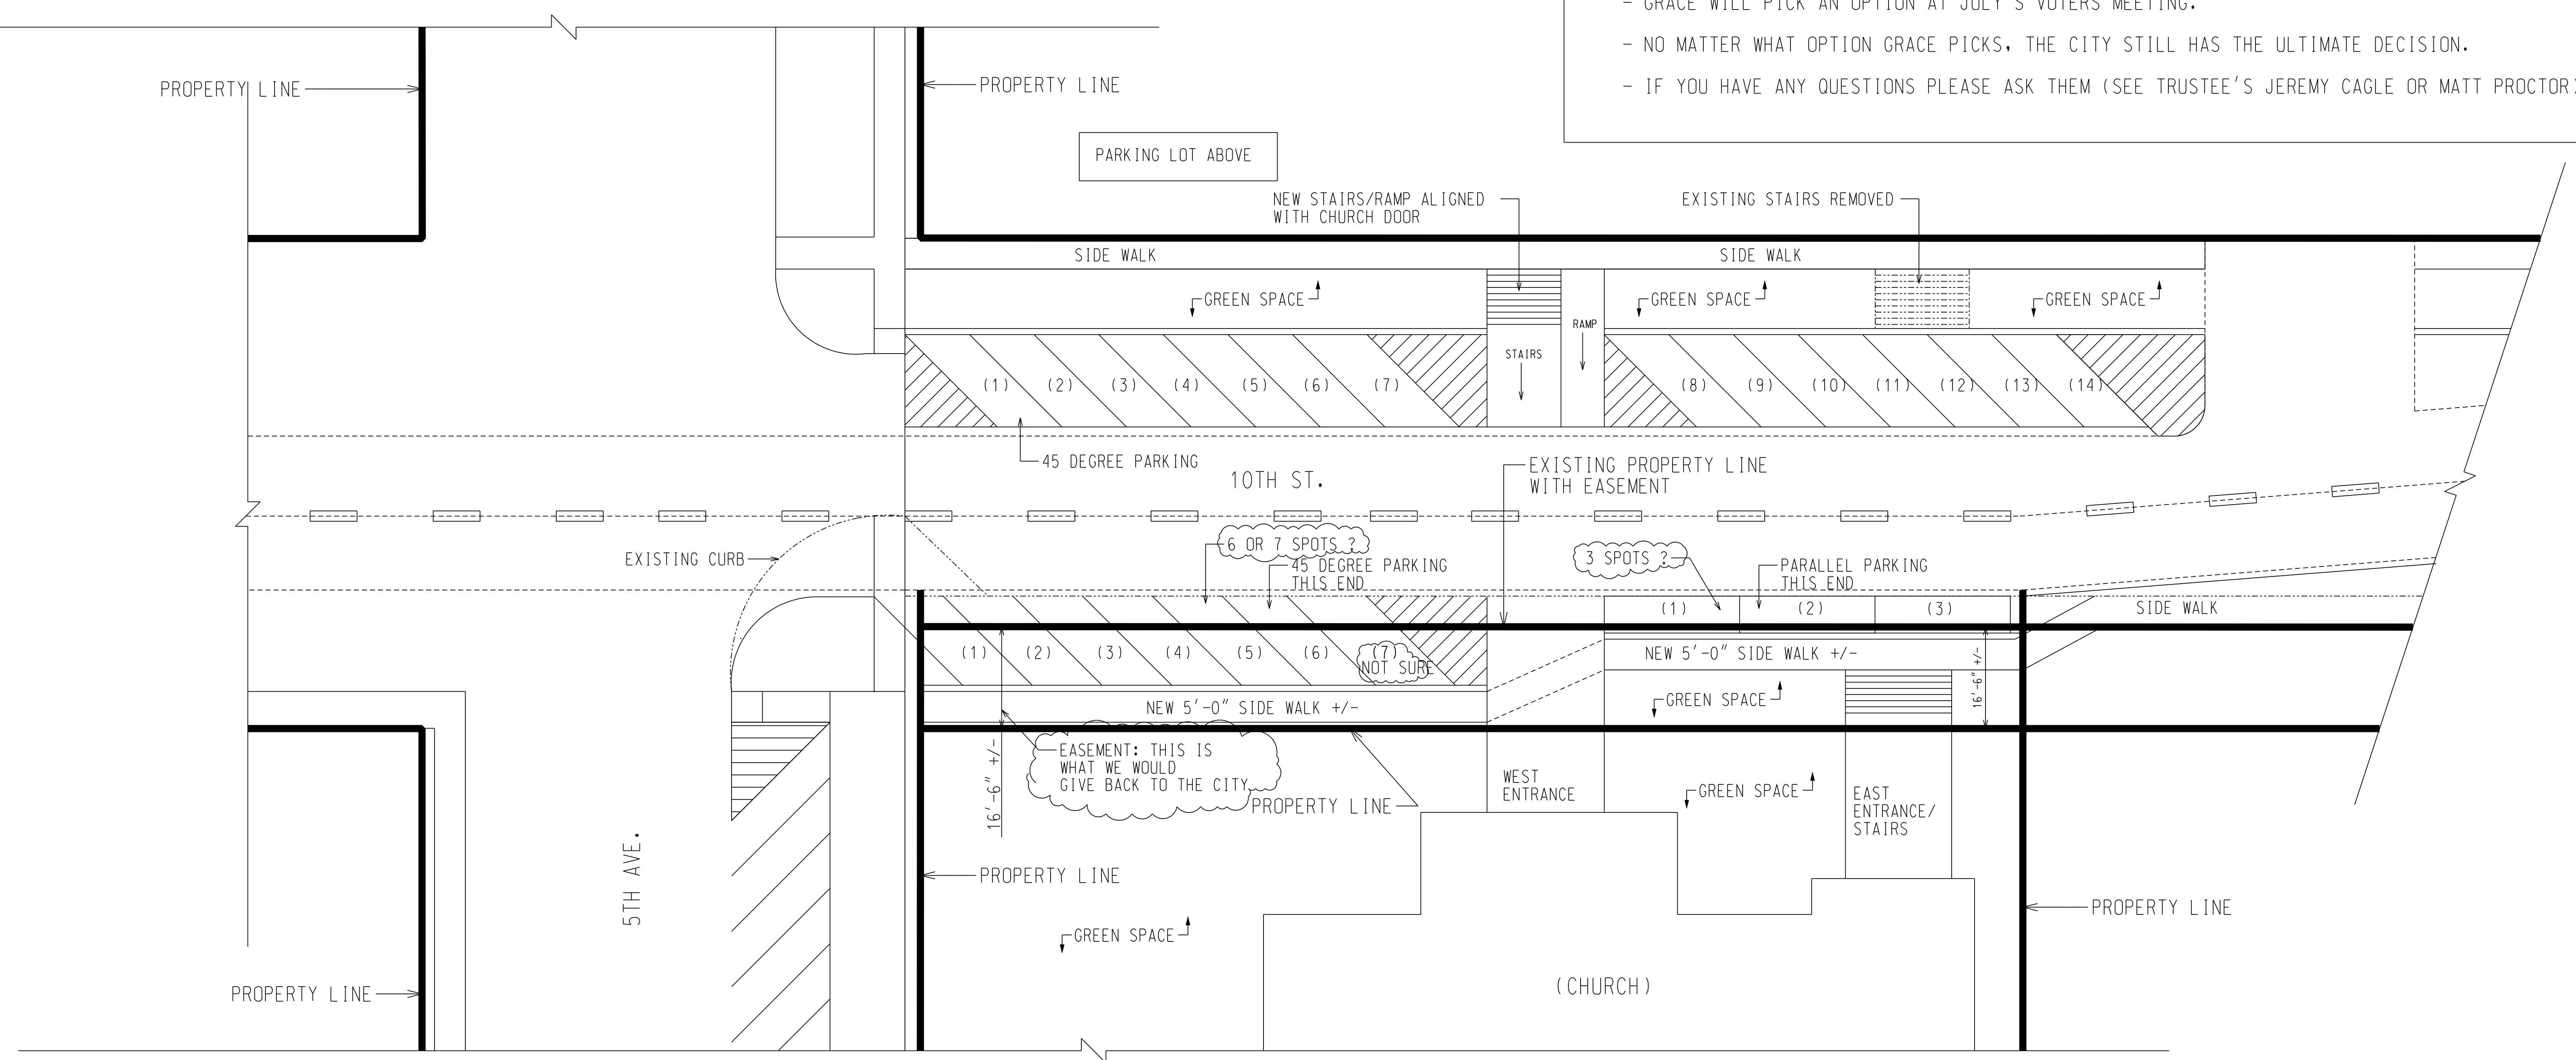 - GRACE WILL PICK AN OPTION AT JULY'S VOTERS MEETING.
- NO MATTER WHAT OPTION GRACE PICKS, THE CITY STILL HAS THE ULTIMATE DECISION.
- IF YOU HAVE ANY QUESTIONS PLEASE ASK THEM (SEE TRUSTEE'S JEREMY CAGLE OR MATT PROCTOR)
PROPERTY LINE
PROPERTY LINE
PARKING LOT ABOVE
NEW STAIRS/RAMP ALIGNED
WITH CHURCH DOOR
EXISTING STAIRS REMOVED
SIDE WALK
SIDE WALK
GREEN SPACE
GREEN SPACE
GREEN SPACE
RAMP
STAIRS
(1)
(2)
(3)
(4)
(5)
(6)
(7)
(8)
(9)
(10)
(11)
(12)
(13)
(14)
45 DEGREE PARKING
10TH ST.
EXISTING PROPERTY LINE
WITH EASEMENT
EXISTING CURB
6 OR 7 SPOTS ?
45 DEGREE PARKING
THIS END
3 SPOTS ?
PARALLEL PARKING
THIS END
(1)
(2)
(3)
SIDE WALK
(1)
(2)
(3)
(4)
(5)
(6)
(7)
NOT SURE
NEW 5'-0" SIDE WALK +/-
16'-6" +/-
GREEN SPACE
NEW 5'-0" SIDE WALK +/-
EASEMENT: THIS IS
WHAT WE WOULD
GIVE BACK TO THE CITY
16'-6" +/-
PROPERTY LINE
WEST
ENTRANCE
GREEN SPACE
EAST
ENTRANCE/
STAIRS
5TH AVE.
PROPERTY LINE
GREEN SPACE
PROPERTY LINE
PROPERTY LINE
(CHURCH)